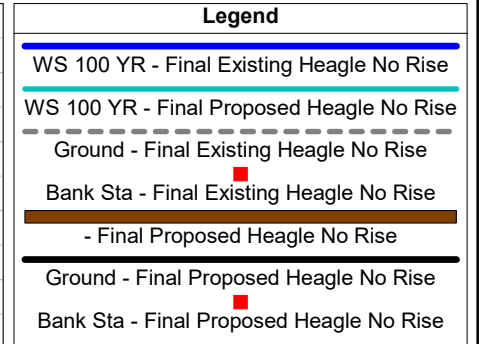 Legend
WS 100 YR - Final Existing Heagle No Rise
WS 100 YR - Final Proposed Heagle No Rise
Ground - Final Existing Heagle No Rise
Bank Sta - Final Existing Heagle No Rise
- Final Proposed Heagle No Rise
Ground - Final Proposed Heagle No Rise
Bank Sta - Final Proposed Heagle No Rise